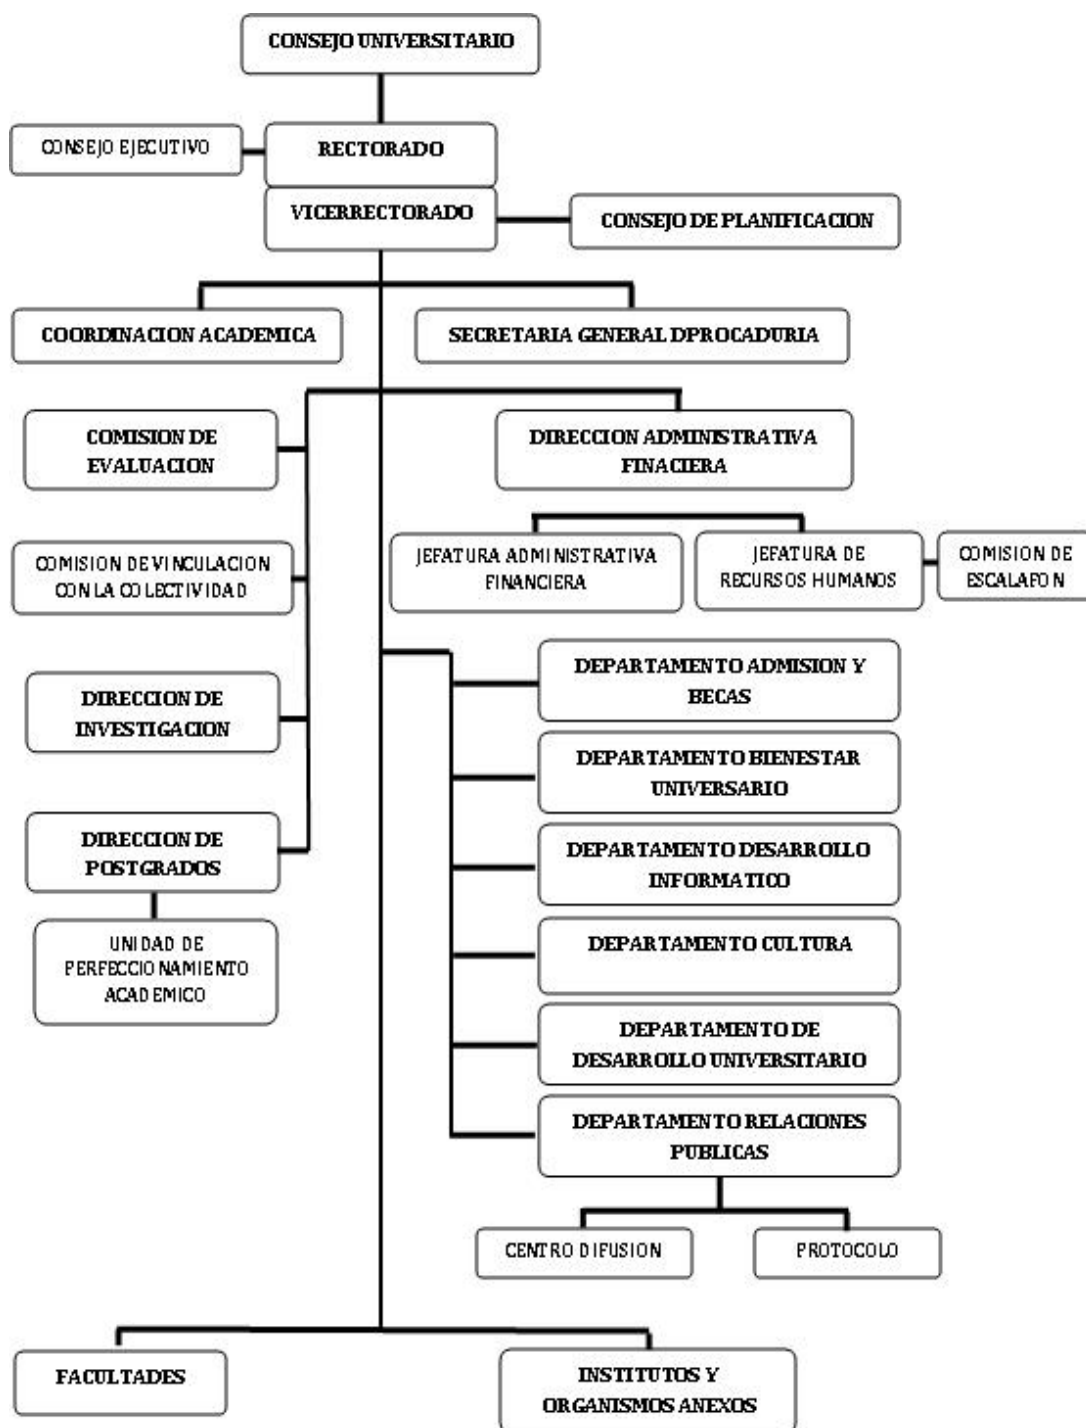 CONSEJO UNIVERSITARIO
CONSEJO EJECUTIVO
RECTORADO
VICERRECTORADO
CONSEJO DE PLANIFICACION
COORDINACION ACADEMICA
SECRETARIA GENERAL DPROCADURIA
COMISION DE
EVALUACION
DIRECCION ADMINISTRATIVA
FINACIERA
COMISION DE VINCULACION
CON LA COLECTIVIDAD
JEFATURA ADMINISTRATIVA
FINANCIERA
JEFATURA DE
RECURSOS HUMANOS
COMISION DE
ESCALAFON
DIRECCION DE
INVESTIGACION
DIRECCION DE
POSTGRADOS
UNIDAD DE
PERFECCIONAMIENTO
ACADEMICO
DEPARTAMENTO ADMISION Y
BECAS
DEPARTAMENTO BIENESTAR
UNIVERSARIO
DEPARTAMENTO DESARROLLO
INFORMATICO
DEPARTAMENTO CULTURA
DEPARTAMENTO DE
DESARROLLO UNIVERSITARIO
DEPARTAMENTO RELACIONES
PUBLICAS
CENTRO DIFUSION
PROTOCOLO
FACULTADES
INSTITUTOS Y
ORGANISMOS ANEXOS